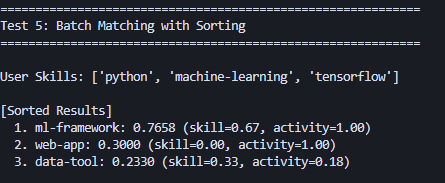 ============================================================
Test 5: Batch Matching with Sorting
============================================================
User Skills: ['python', 'machine-learning', 'tensorflow']
[Sorted Results]
1. ml-framework: 0.7658 (skill=0.67, activity=1.00)
2. web-app: 0.3000 (skill=0.00, activity=1.00)
3. data-tool: 0.2330 (skill=0.33, activity=0.18)